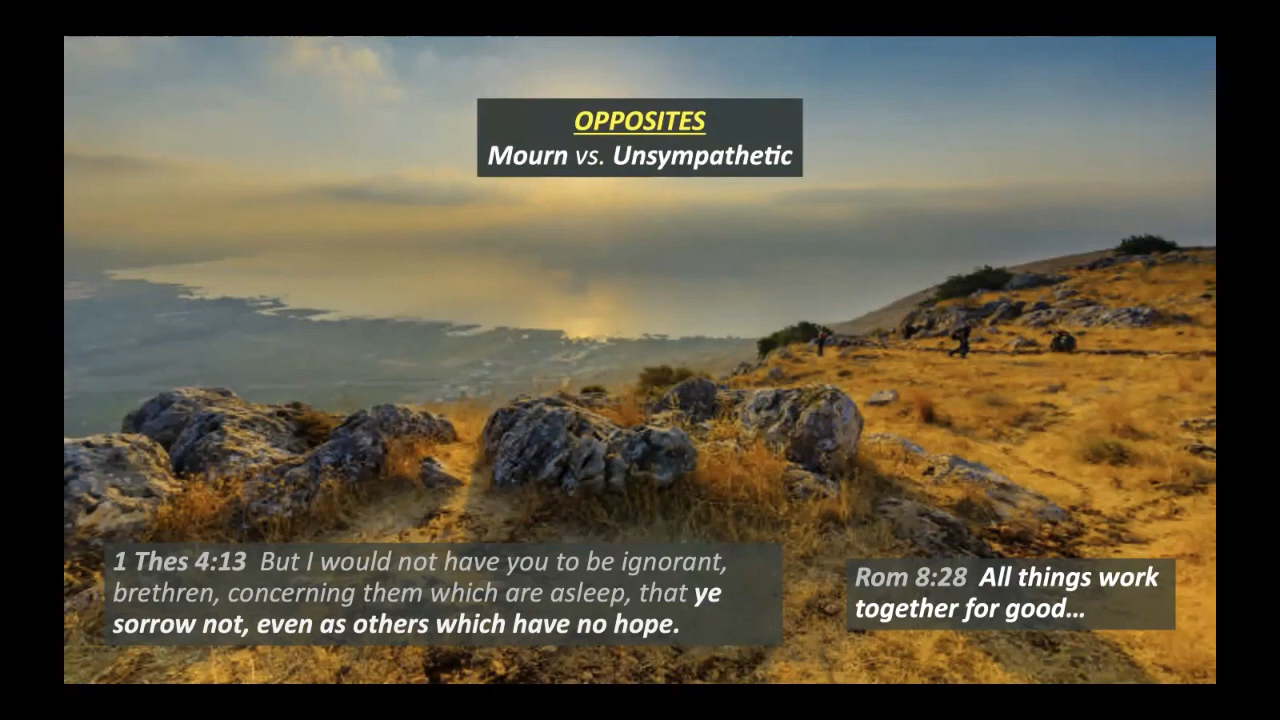 OPPOSITES
Mourn vs. Unsympathetic
1 Thes 4:13 But I would not have you to be ignorant,
brethren, concerning them which are asleep, that ye
sorrow not, even as others which have no hope.
Rom 8:28 All things work
together for good...